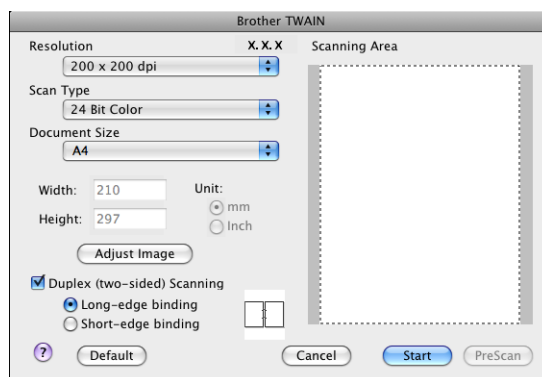 Brother TWAIN
Resolution X. X. X
200 x 200 dpi
Scan Type
24 Bit Color
Document Size
A4
Width: 210
Height: 297
Unit:
mm
Inch
Adjust Image
Duplex (two-sided) Scanning
Long-edge binding
Short-edge binding
Scanning Area
? Default Cancel Start PreScan